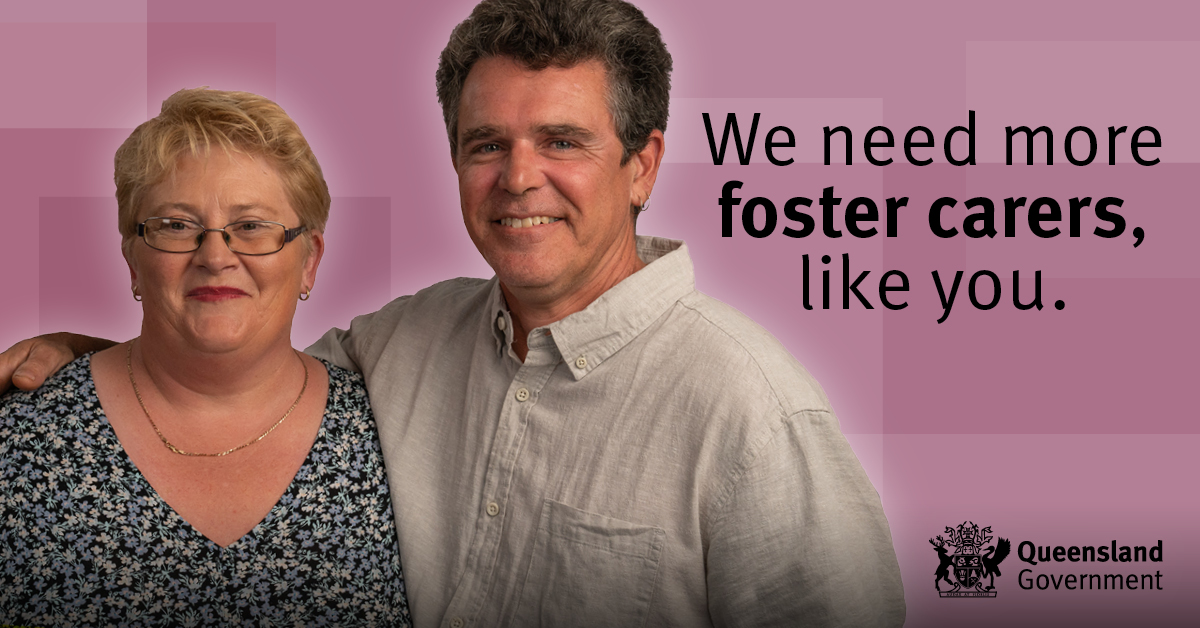 We need more
foster carers,
like you.
Queensland
Government